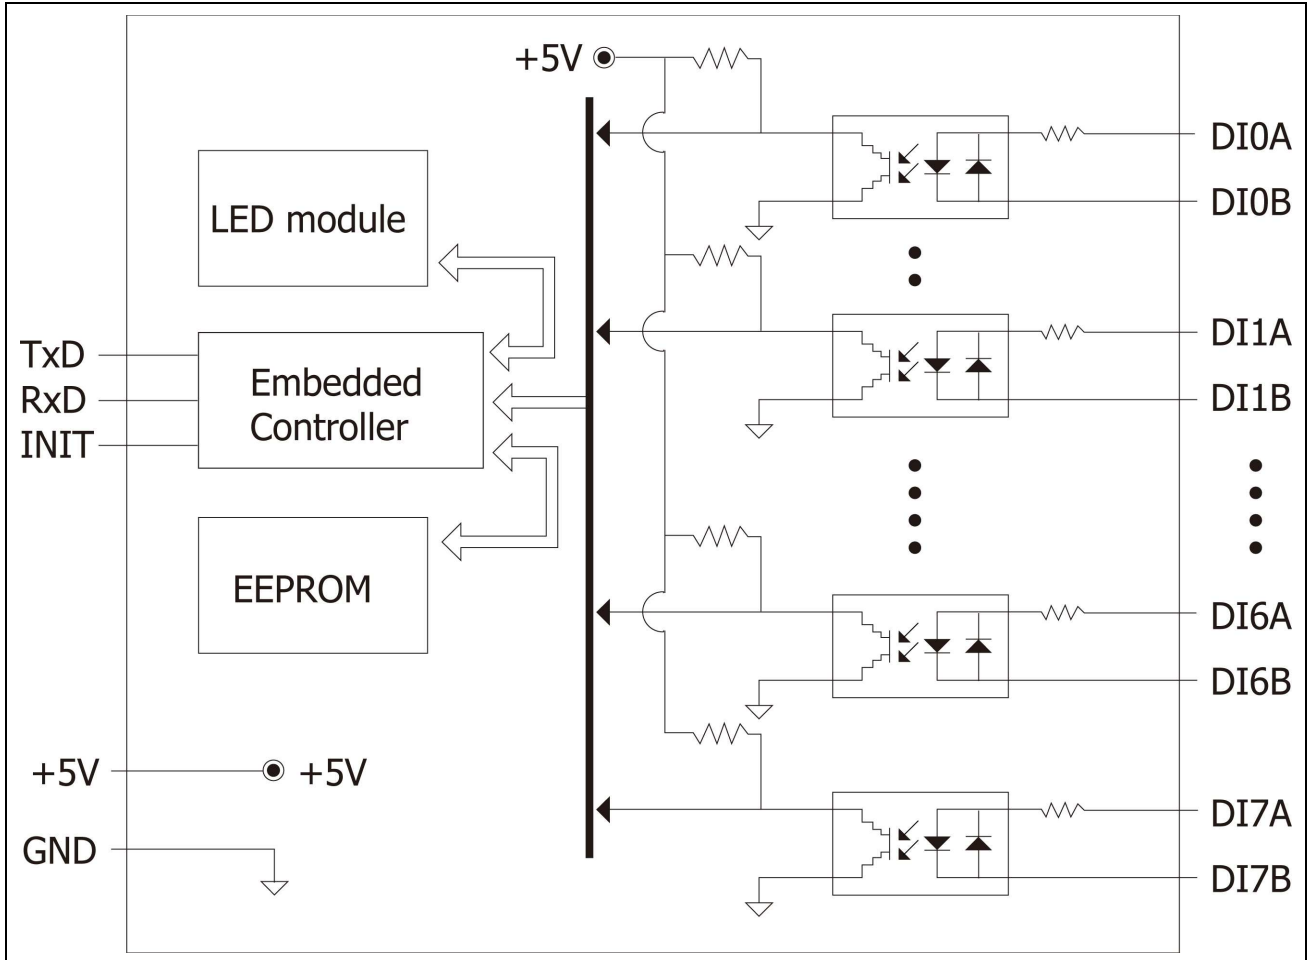 +5V
DI0A
DI0B
LED module
DI1A
DI1B
TxD
RxD
INIT
Embedded
Controller
EEPROM
DI6A
DI6B
+5V
+5V
GND
DI7A
DI7B